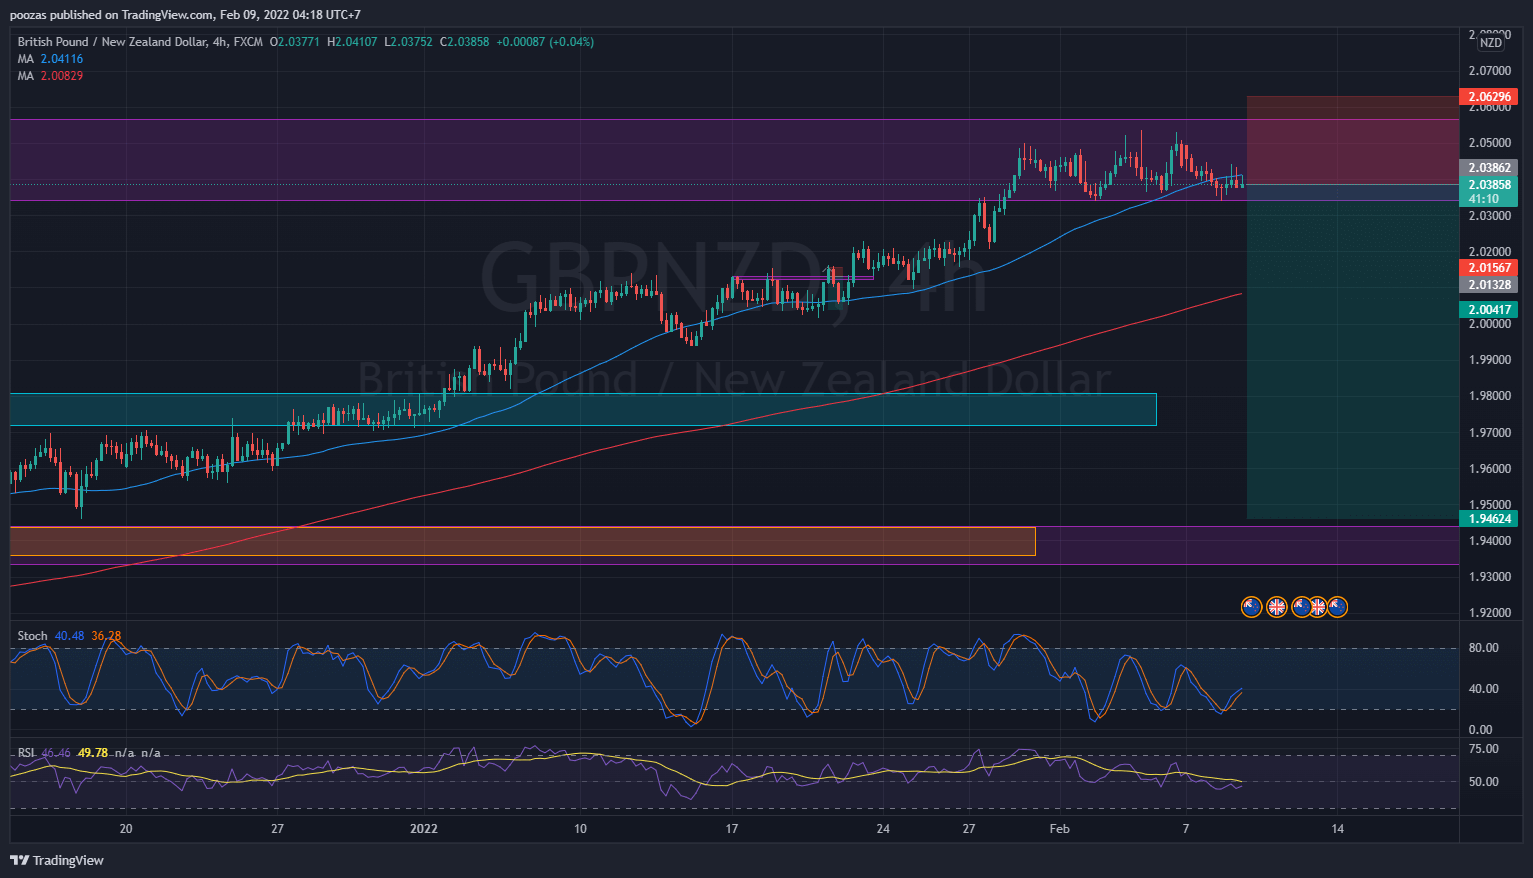 poozas published on TradingView.com, Feb 09, 2022 04:18 UTC+7
British Pound / New Zealand Dollar, 4h, FXCM O2.03771 H2.04107 L2.03752 C2.03858 +0.00087 (+0.04%)
MA 2.04116
MA 2.00829
GBPNZD, 4h
British Pound / New Zealand Dollar
2.08000
NZD
2.07000
2.06296
2.06000
2.05000
2.03862
2.03858
41:10
2.03000
2.02000
2.01567
2.01328
2.00417
2.00000
1.99000
1.98000
1.97000
1.96000
1.95000
1.94624
1.94000
1.93000
1.92000
Stoch 40.48 36.28
80.00
40.00
0.00
RSI 46.46 49.78 n/a n/a
75.00
50.00
20 27 2022 10 17 24 27 Feb 7 14
TradingView